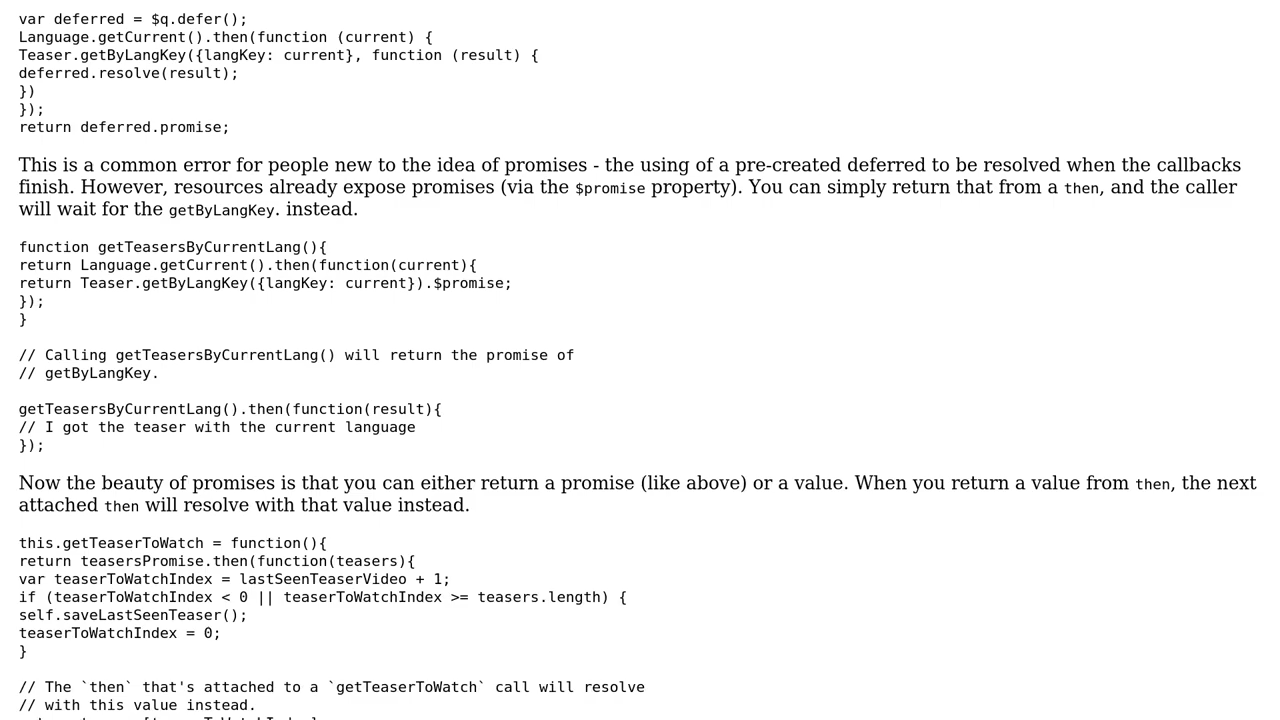 var deferred = $q.defer();
Language.getCurrent().then(function (current) {
Teaser.getByLangKey({langKey: current}, function (result) {
deferred.resolve(result);
})
});
return deferred.promise;
This is a common error for people new to the idea of promises - the using of a pre-created deferred to be resolved when the callbacks
finish. However, resources already expose promises (via the $promise property). You can simply return that from a then, and the caller
will wait for the getByLangKey. instead.
function getTeasersByCurrentLang(){
return Language.getCurrent().then(function(current){
return Teaser.getByLangKey({langKey: current}).$promise;
});
}
// Calling getTeasersByCurrentLang() will return the promise of
// getByLangKey.
getTeasersByCurrentLang().then(function(result){
// I got the teaser with the current language
});
Now the beauty of promises is that you can either return a promise (like above) or a value. When you return a value from then, the next
attached then will resolve with that value instead.
this.getTeaserToWatch = function(){
return teasersPromise.then(function(teasers){
var teaserToWatchIndex = lastSeenTeaserVideo + 1;
if (teaserToWatchIndex < 0 || teaserToWatchIndex >= teasers.length) {
self.saveLastSeenTeaser();
teaserToWatchIndex = 0;
}
// The `then` that's attached to a `getTeaserToWatch` call will resolve
// with this value instead.